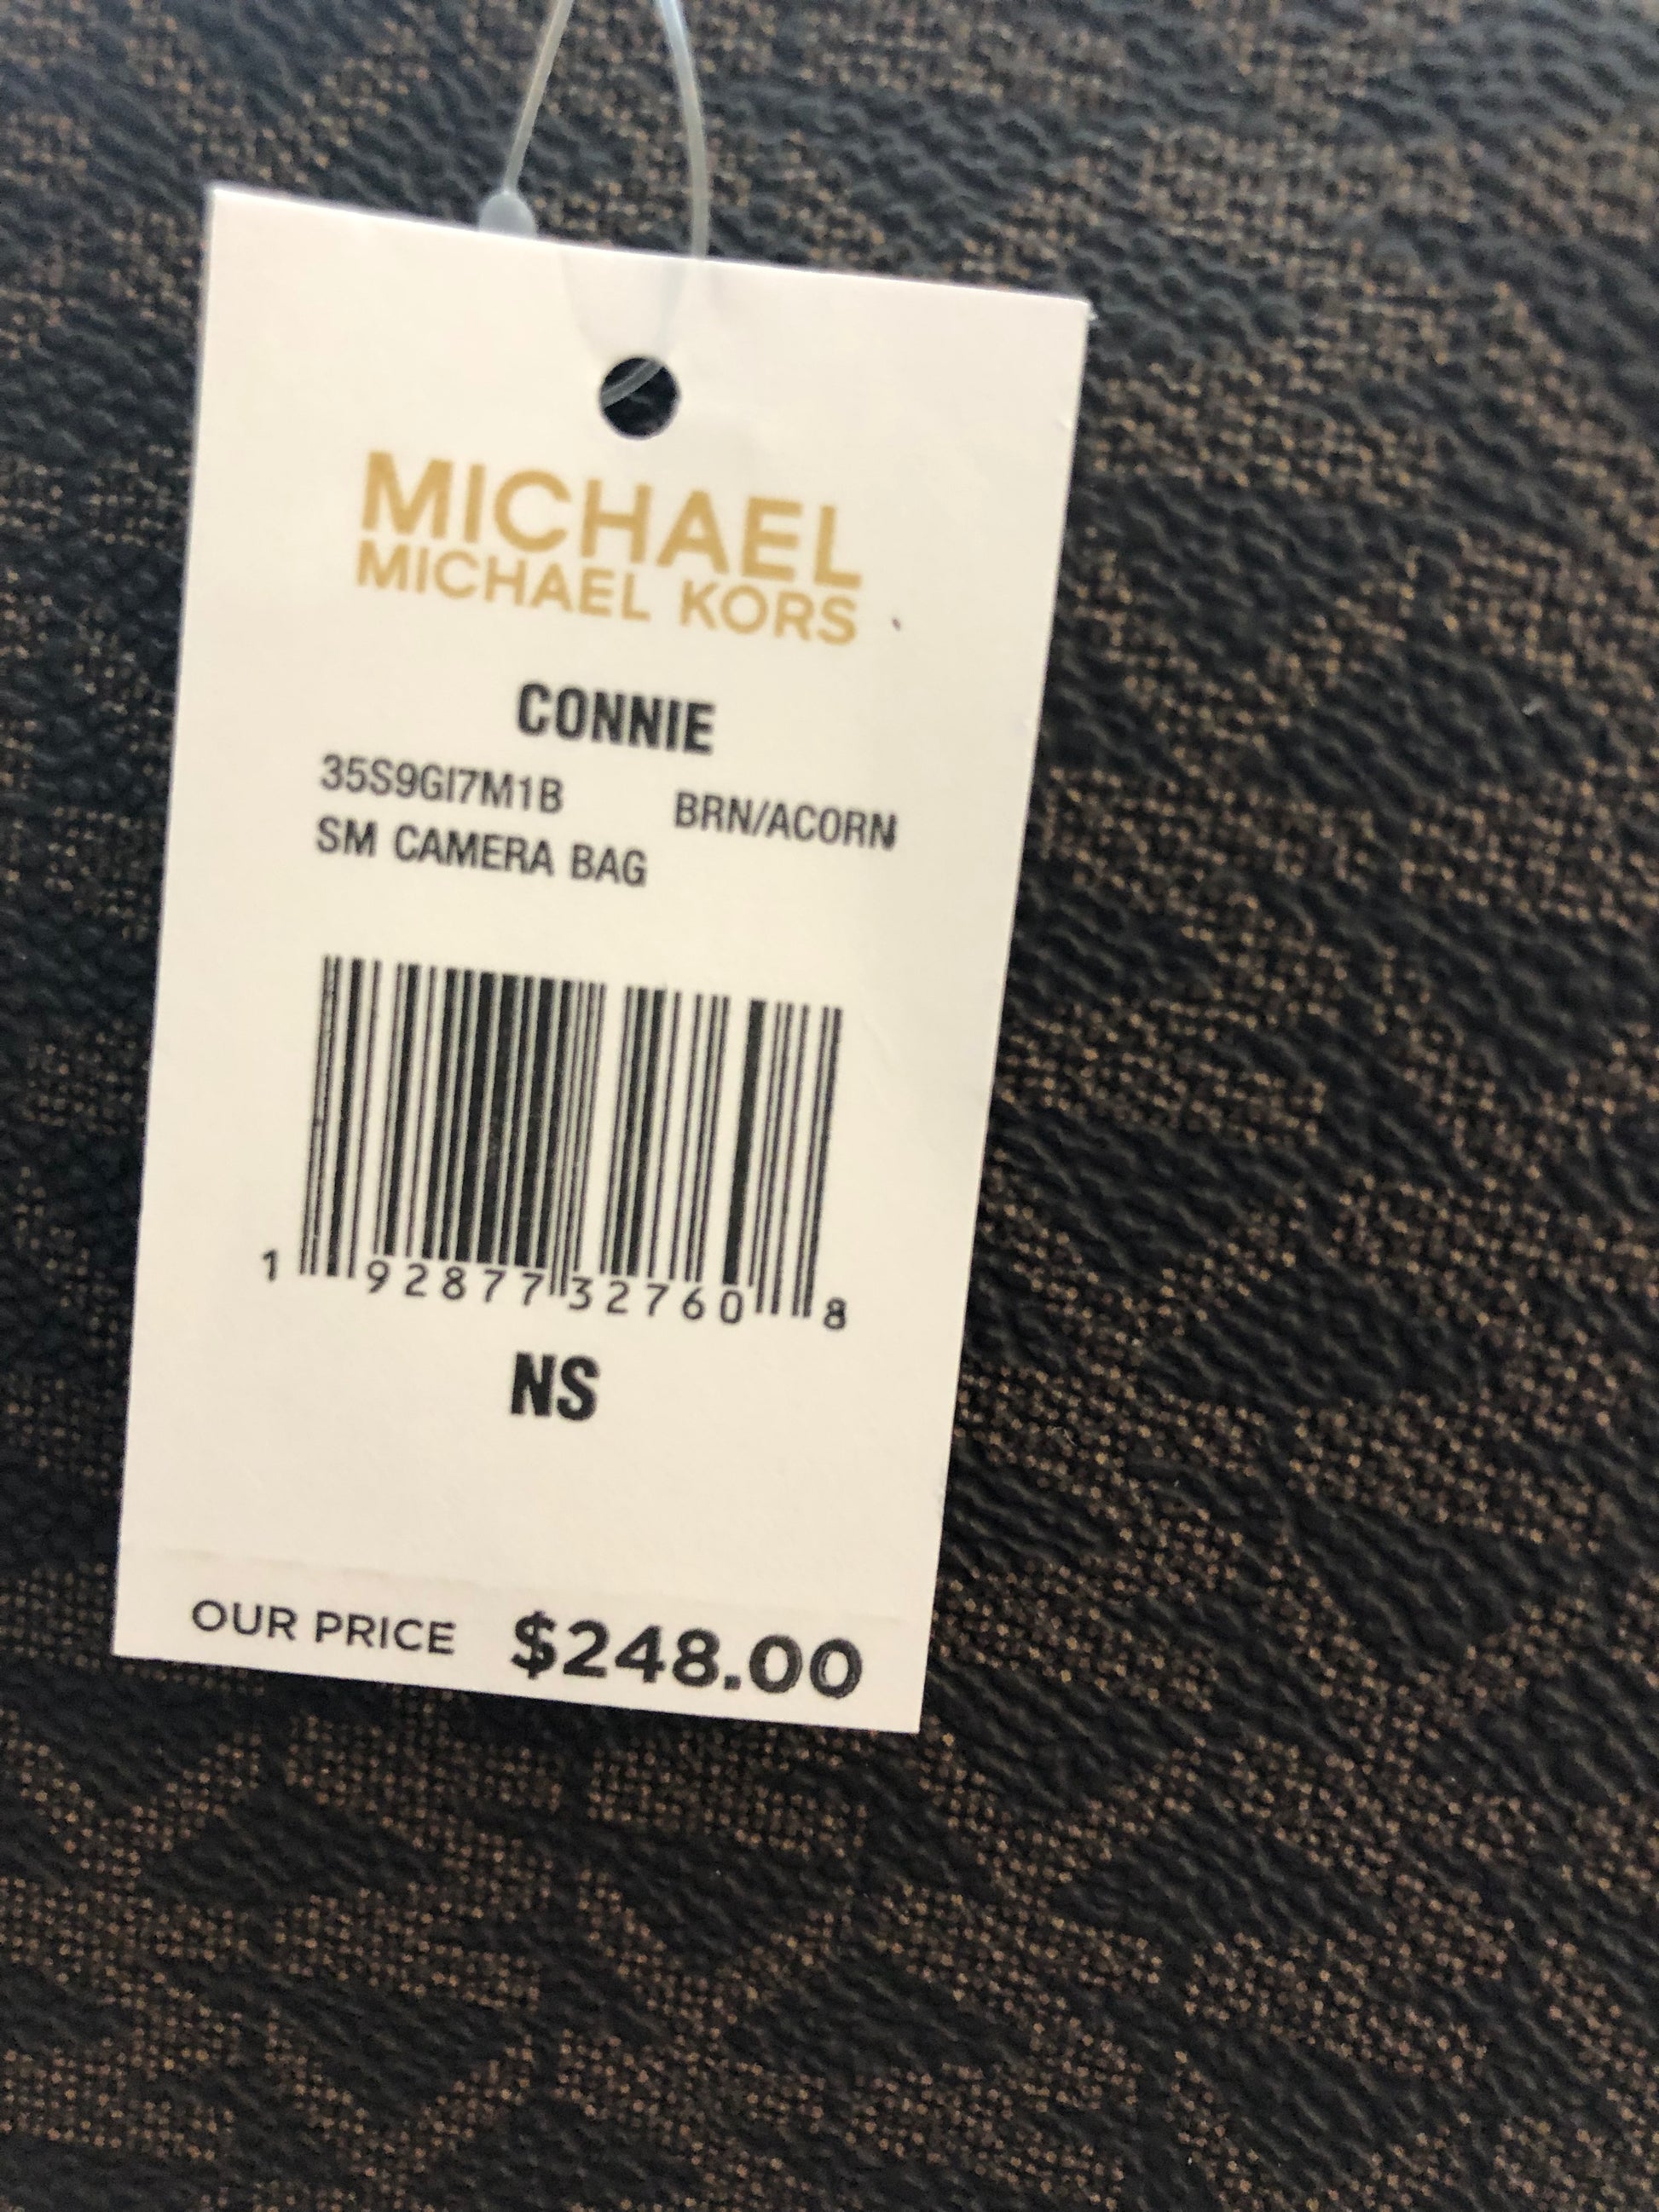 MICHAEL
MICHAEL KORS
CONNIE
35S9GI7M1B BRN/ACORN
SM CAMERA BAG
1 92877 32760 8
NS
OUR PRICE $248.00